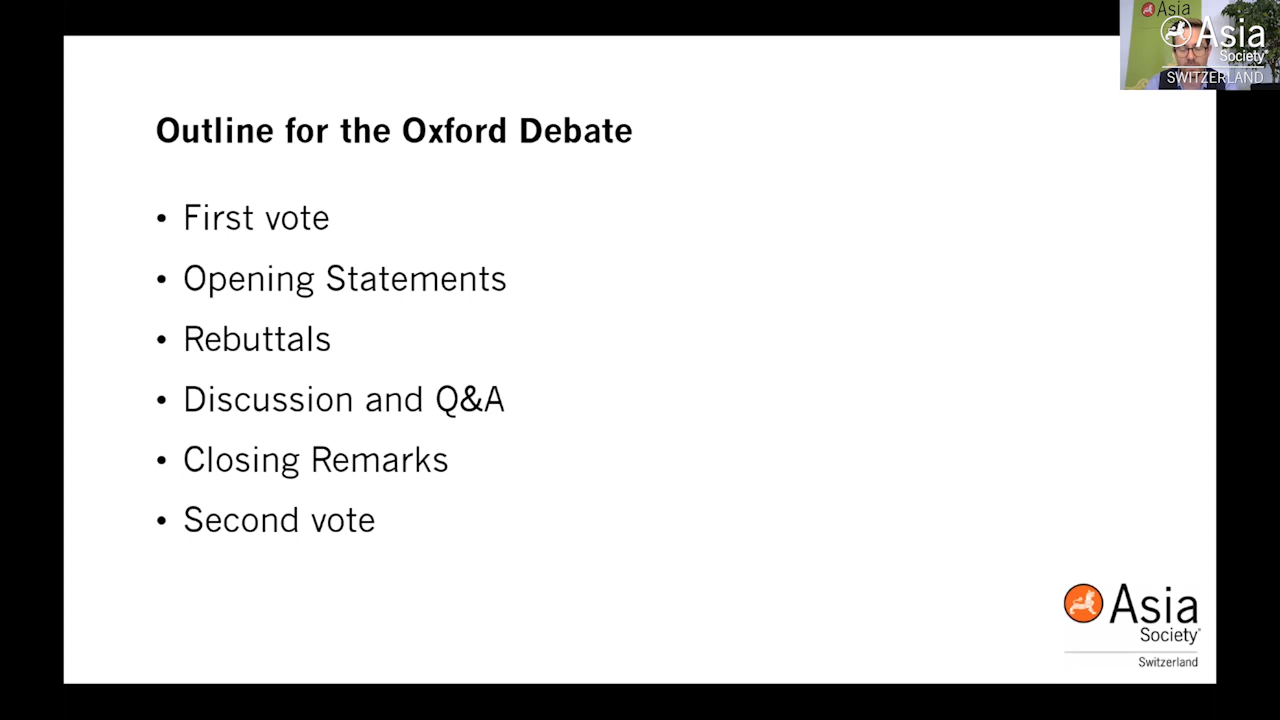 Asia
Asia
Society
SWITZERLAND
Outline for the Oxford Debate
• First vote
• Opening Statements
• Rebuttals
• Discussion and Q&A
• Closing Remarks
• Second vote
Asia
Society
Switzerland